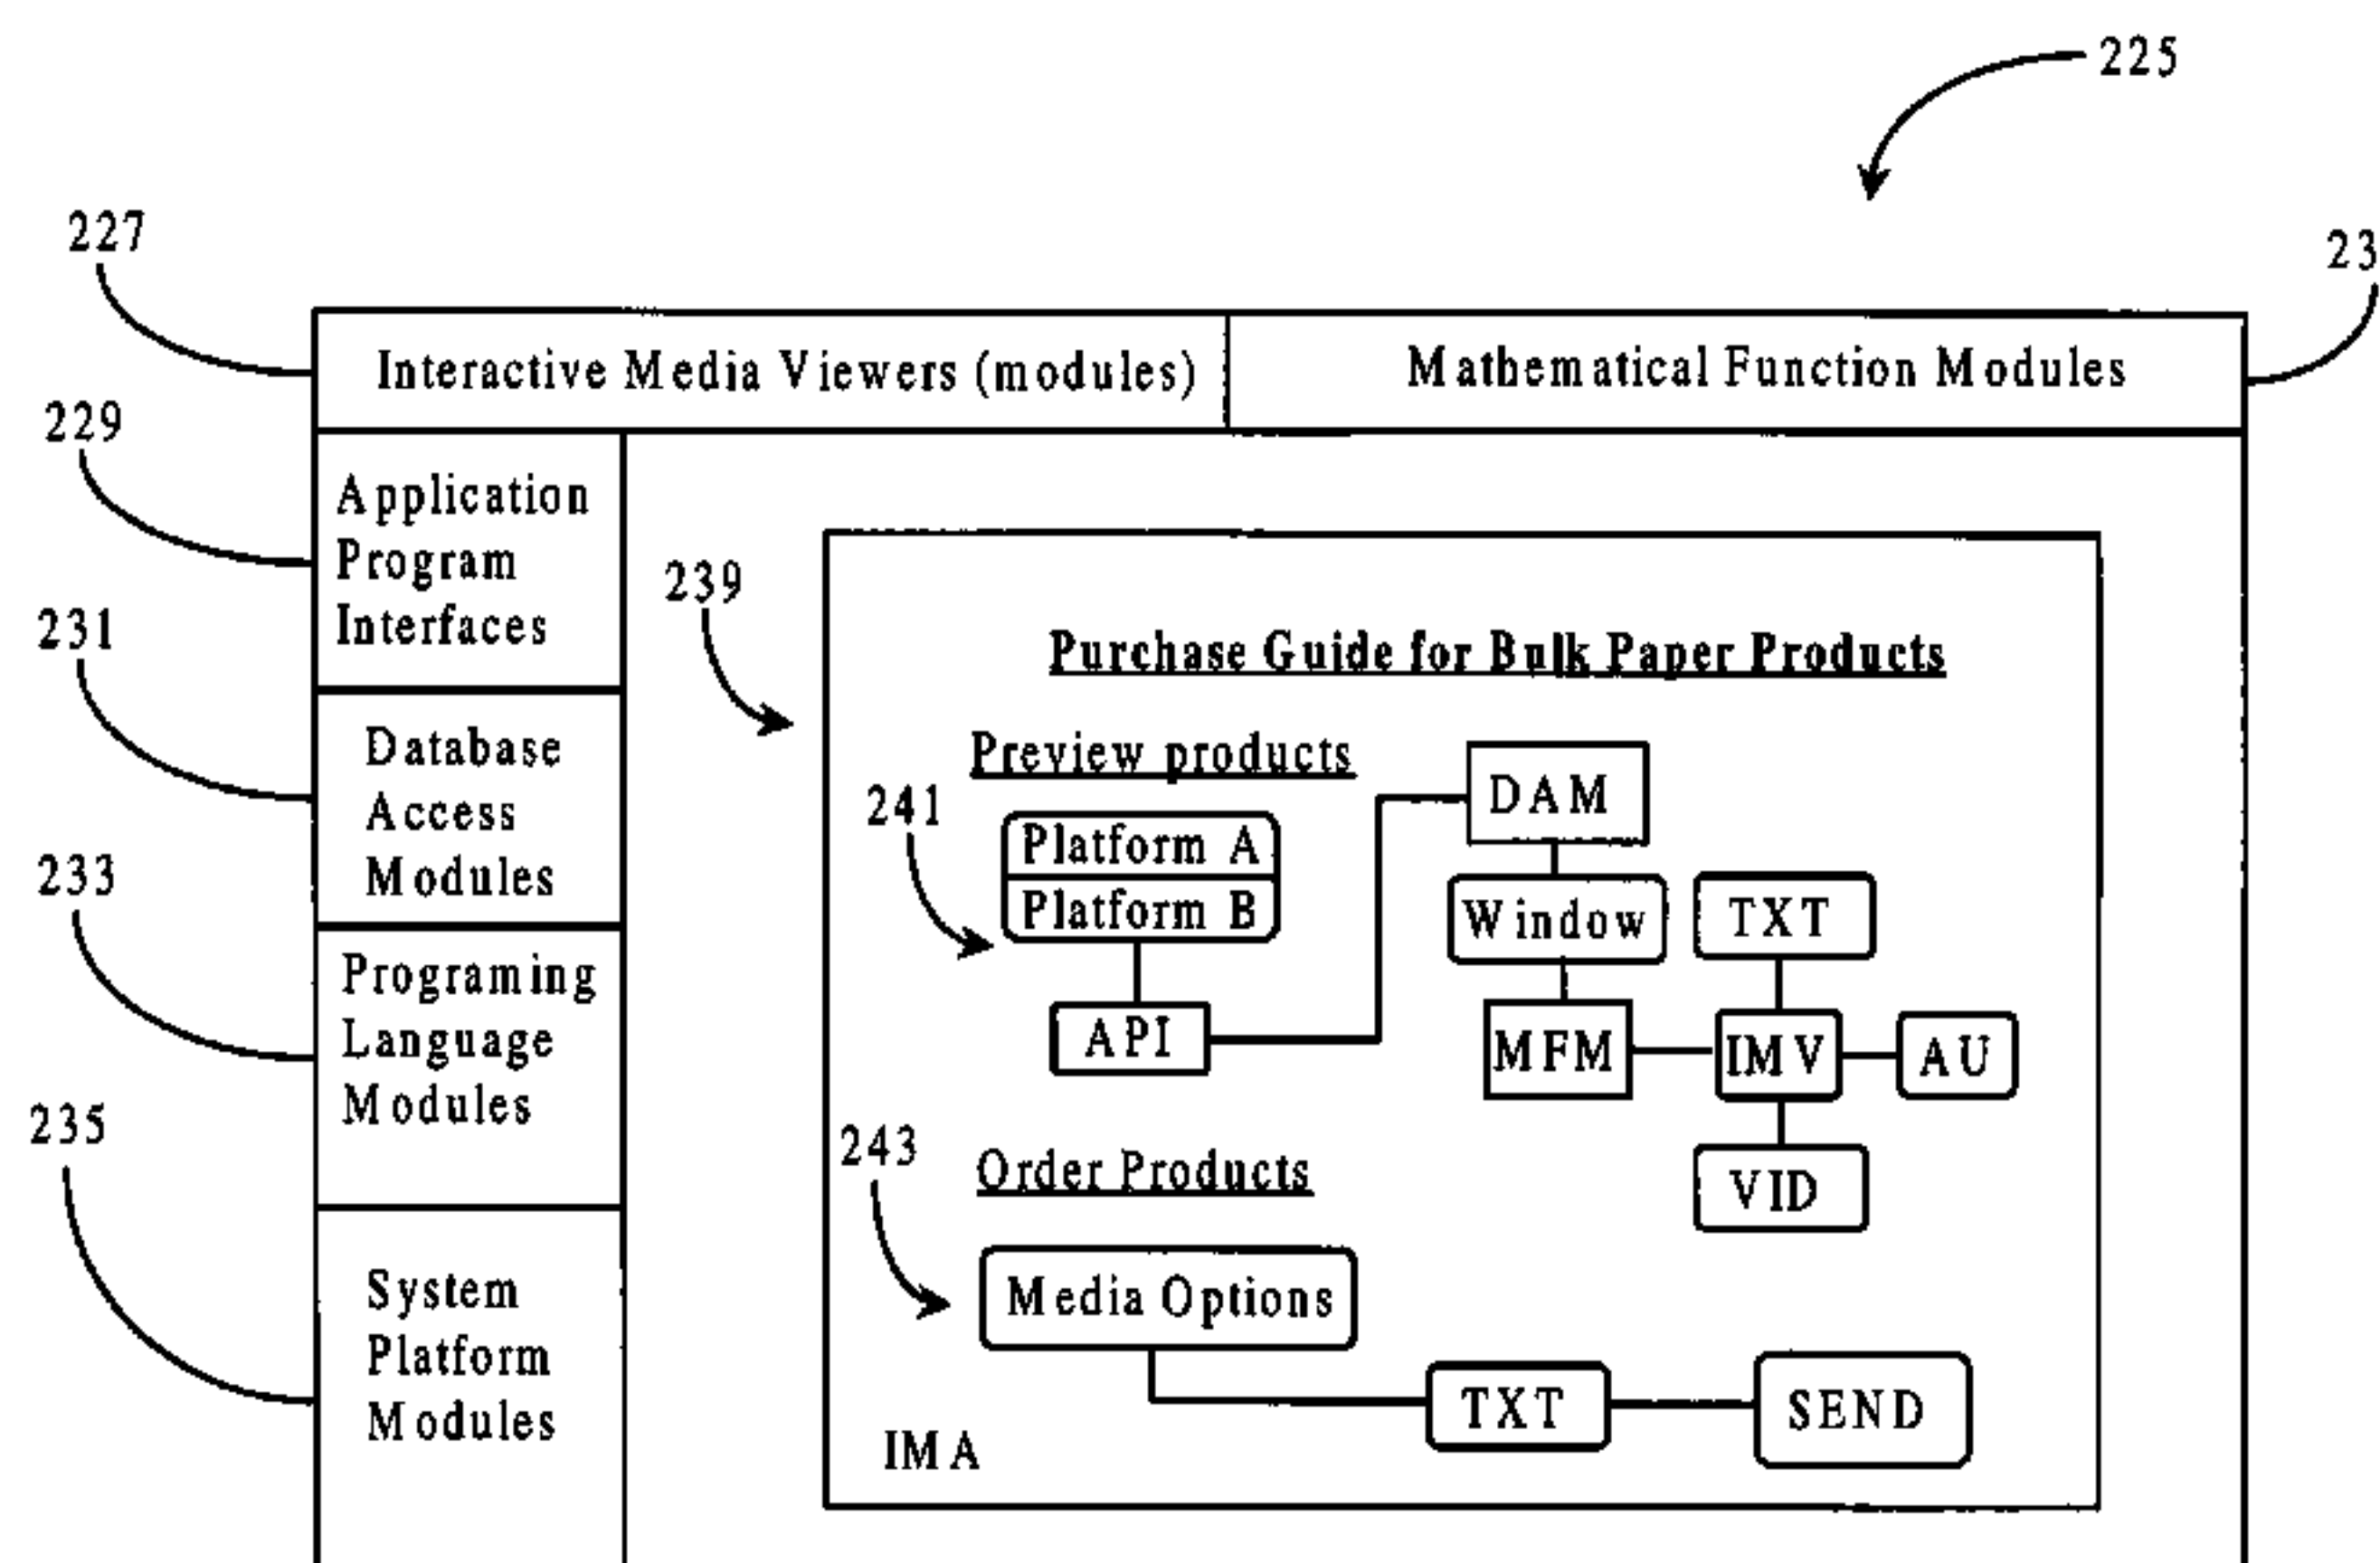 225
227
23
Interactive Media Viewers (modules)
Mathematical Function Modules
229
Application
Program
Interfaces
231
Database
Access
Modules
233
Programing
Language
Modules
235
System
Platform
Modules
239
Purchase Guide for Bulk Paper Products
Preview products
241
Platform A
Platform B
API
DAM
Window
TXT
MFM
IMV
AU
VID
243
Order Products
Media Options
TXT
SEND
IMA